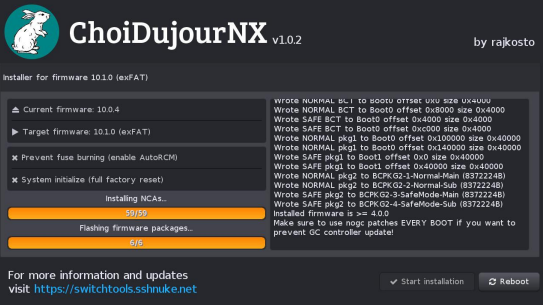 ChoiDujourNX v1.0.2
by rajkosto
Installer for firmware 10.1.0 (exFAT)
Current firmware: 10.0.4
Target firmware: 10.1.0 (exFAT)
Prevent fuse burning (enable AutoRCM)
System initialize (full factory reset)
Installing NCAs...
59/59
Flashing firmware packages...
6/6
Wrote NORMAL BCT to Boot0 offset 0x0 size 0x4000
Wrote NORMAL BCT to Boot0 offset 0x8000 size 0x4000
Wrote SAFE BCT to Boot0 offset 0x4000 size 0x4000
Wrote SAFE BCT to Boot0 offset 0xc000 size 0x4000
Wrote NORMAL pkg1 to Boot0 offset 0x100000 size 0x40000
Wrote NORMAL pkg1 to Boot0 offset 0x140000 size 0x40000
Wrote SAFE pkg1 to Boot1 offset 0x0 size 0x40000
Wrote SAFE pkg1 to Boot1 offset 0x40000 size 0x40000
Wrote NORMAL pkg2 to BCPKG2-1-Normal-Main (8372224B)
Wrote NORMAL pkg2 to BCPKG2-2-Normal-Sub (8372224B)
Wrote SAFE pkg2 to BCPKG2-3-SafeMode-Main (8372224B)
Wrote SAFE pkg2 to BCPKG2-4-SafeMode-Sub (8372224B)
Installed firmware is >= 4.0.0
Make sure to use nogc patches EVERY BOOT if you want to
prevent GC controller update!
For more information and updates
visit https://switchtools.sshnuke.net
Start installation
Reboot